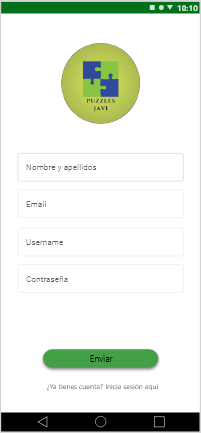 10:10
PUZZLES
JAVI
Nombre y apellidos
Email
Username
Contraseña
Enviar
¿Ya tienes cuenta? Inicia sesión aquí